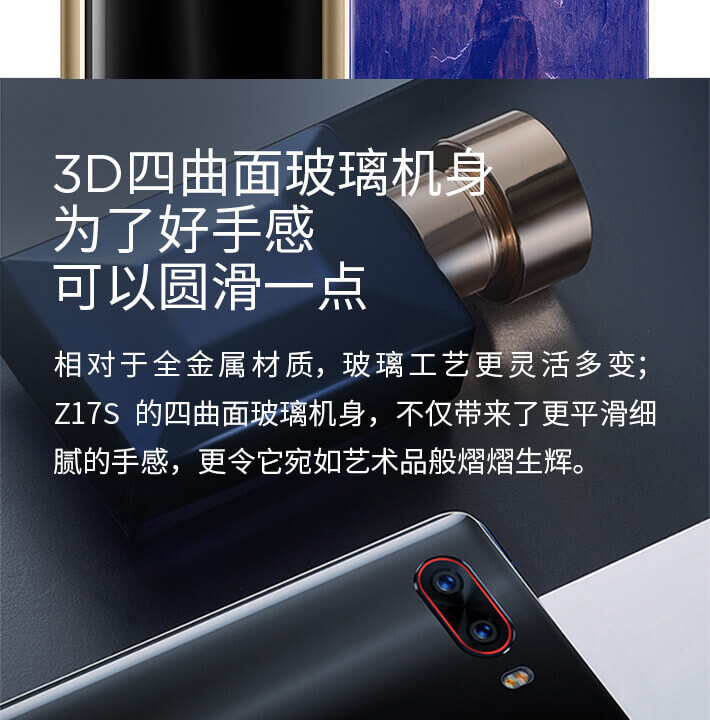 3D四曲面玻璃机身
为了好手感
可以圆滑一点
相对于全金属材质，玻璃工艺更灵活多变；
Z17S 的四曲面玻璃机身，不仅带来了更平滑细
腻的手感，更令它宛如艺术品般熠熠生辉。